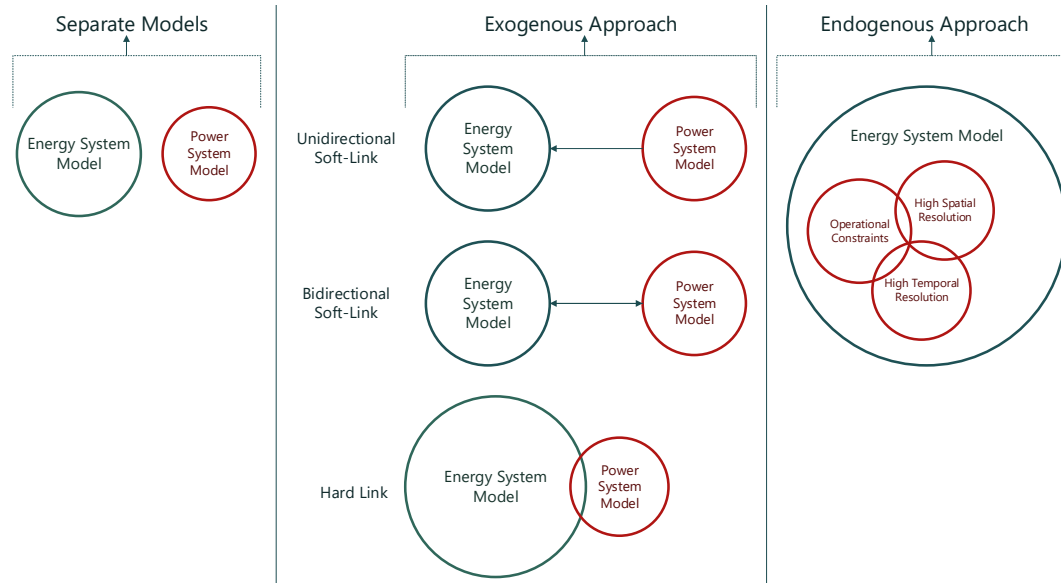 Separate Models
Energy System
Model
Power
System
Model
Exogenous Approach
Unidirectional
Soft-Link
Energy
System
Model
Power
System
Model
Bidirectional
Soft-Link
Energy
System
Model
Power
System
Model
Hard Link
Energy System
Model
Power
System
Model
Endogenous Approach
Energy System Model
High Spatial
Resolution
Operational
Constraints
High Temporal
Resolution